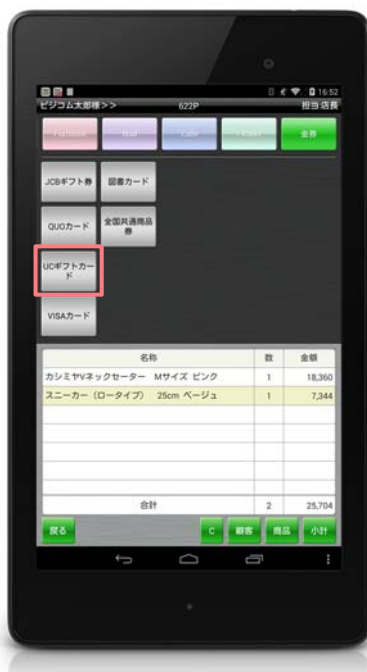 16:52
ビジコム太郎様>> 622P 担当:店長
Fashion Nail Cafe 金券
JCBギフト券 図書カード
QUOカード 全国共通商品
券
UCギフトカー
ド
VISAカード
名称 数 金額
カシミヤVネックセーター Mサイズ ピンク 1 18,360
スニーカー（ロータイプ） 25cm ベージュ 1 7,344
合計 2 25,704
戻る C 顧客 商品 小計